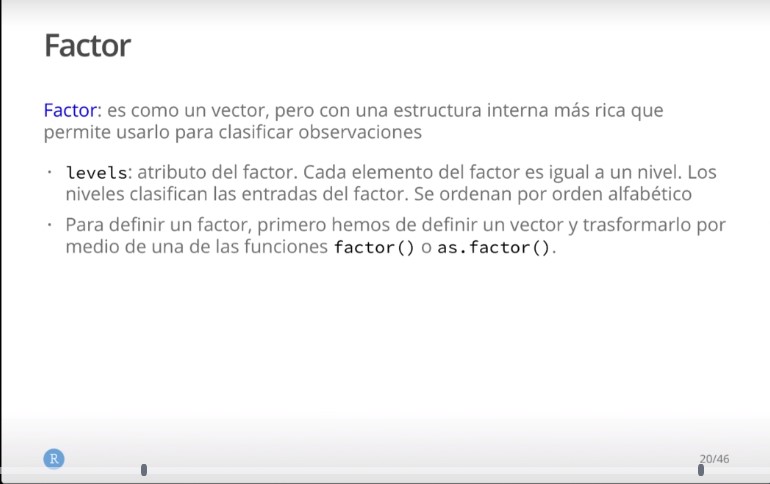 Factor
Factor: es como un vector, pero con una estructura interna más rica que
permite usarlo para clasificar observaciones
· levels: atributo del factor. Cada elemento del factor es igual a un nivel. Los
niveles clasifican las entradas del factor. Se ordenan por orden alfabético
· Para definir un factor, primero hemos de definir un vector y trasformarlo por
medio de una de las funciones factor() o as.factor().
R
20/46